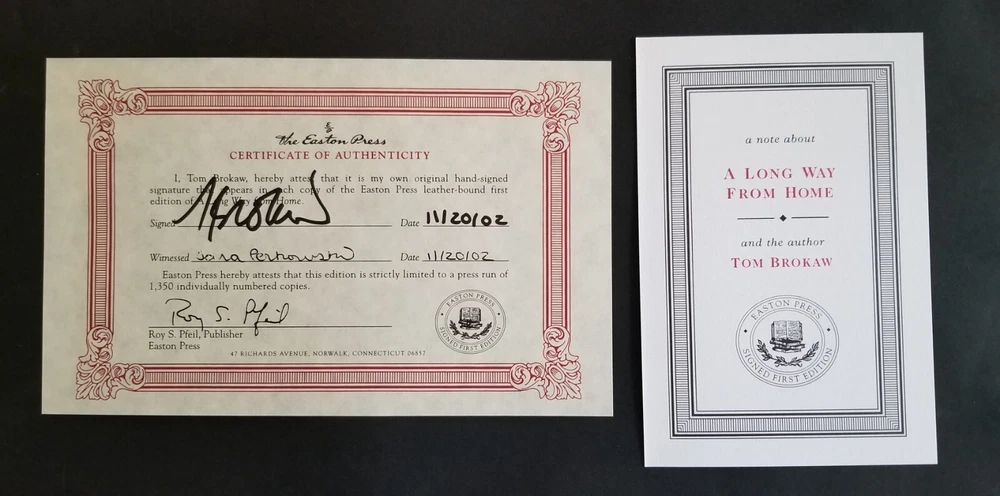 The Easton Press
CERTIFICATE OF AUTHENTICITY
I, Tom Brokaw, hereby attest that it is my own original hand-signed
signature that appears in each copy of the Easton Press leather-bound first
edition of A Long Way from Home.
Signed Date 11/20/02
Witnessed Date 11/20/02
Easton Press hereby attests that this edition is strictly limited to a press run of
1,350 individually numbered copies.
Roy S. Pfeil
Roy S. Pfeil, Publisher
Easton Press
47 RICHARDS AVENUE, NORWALK, CONNECTICUT 06857
EASTON PRESS
SIGNED FIRST EDITION
a note about
A LONG WAY
FROM HOME
and the author
TOM BROKAW
EASTON PRESS
SIGNED FIRST EDITION